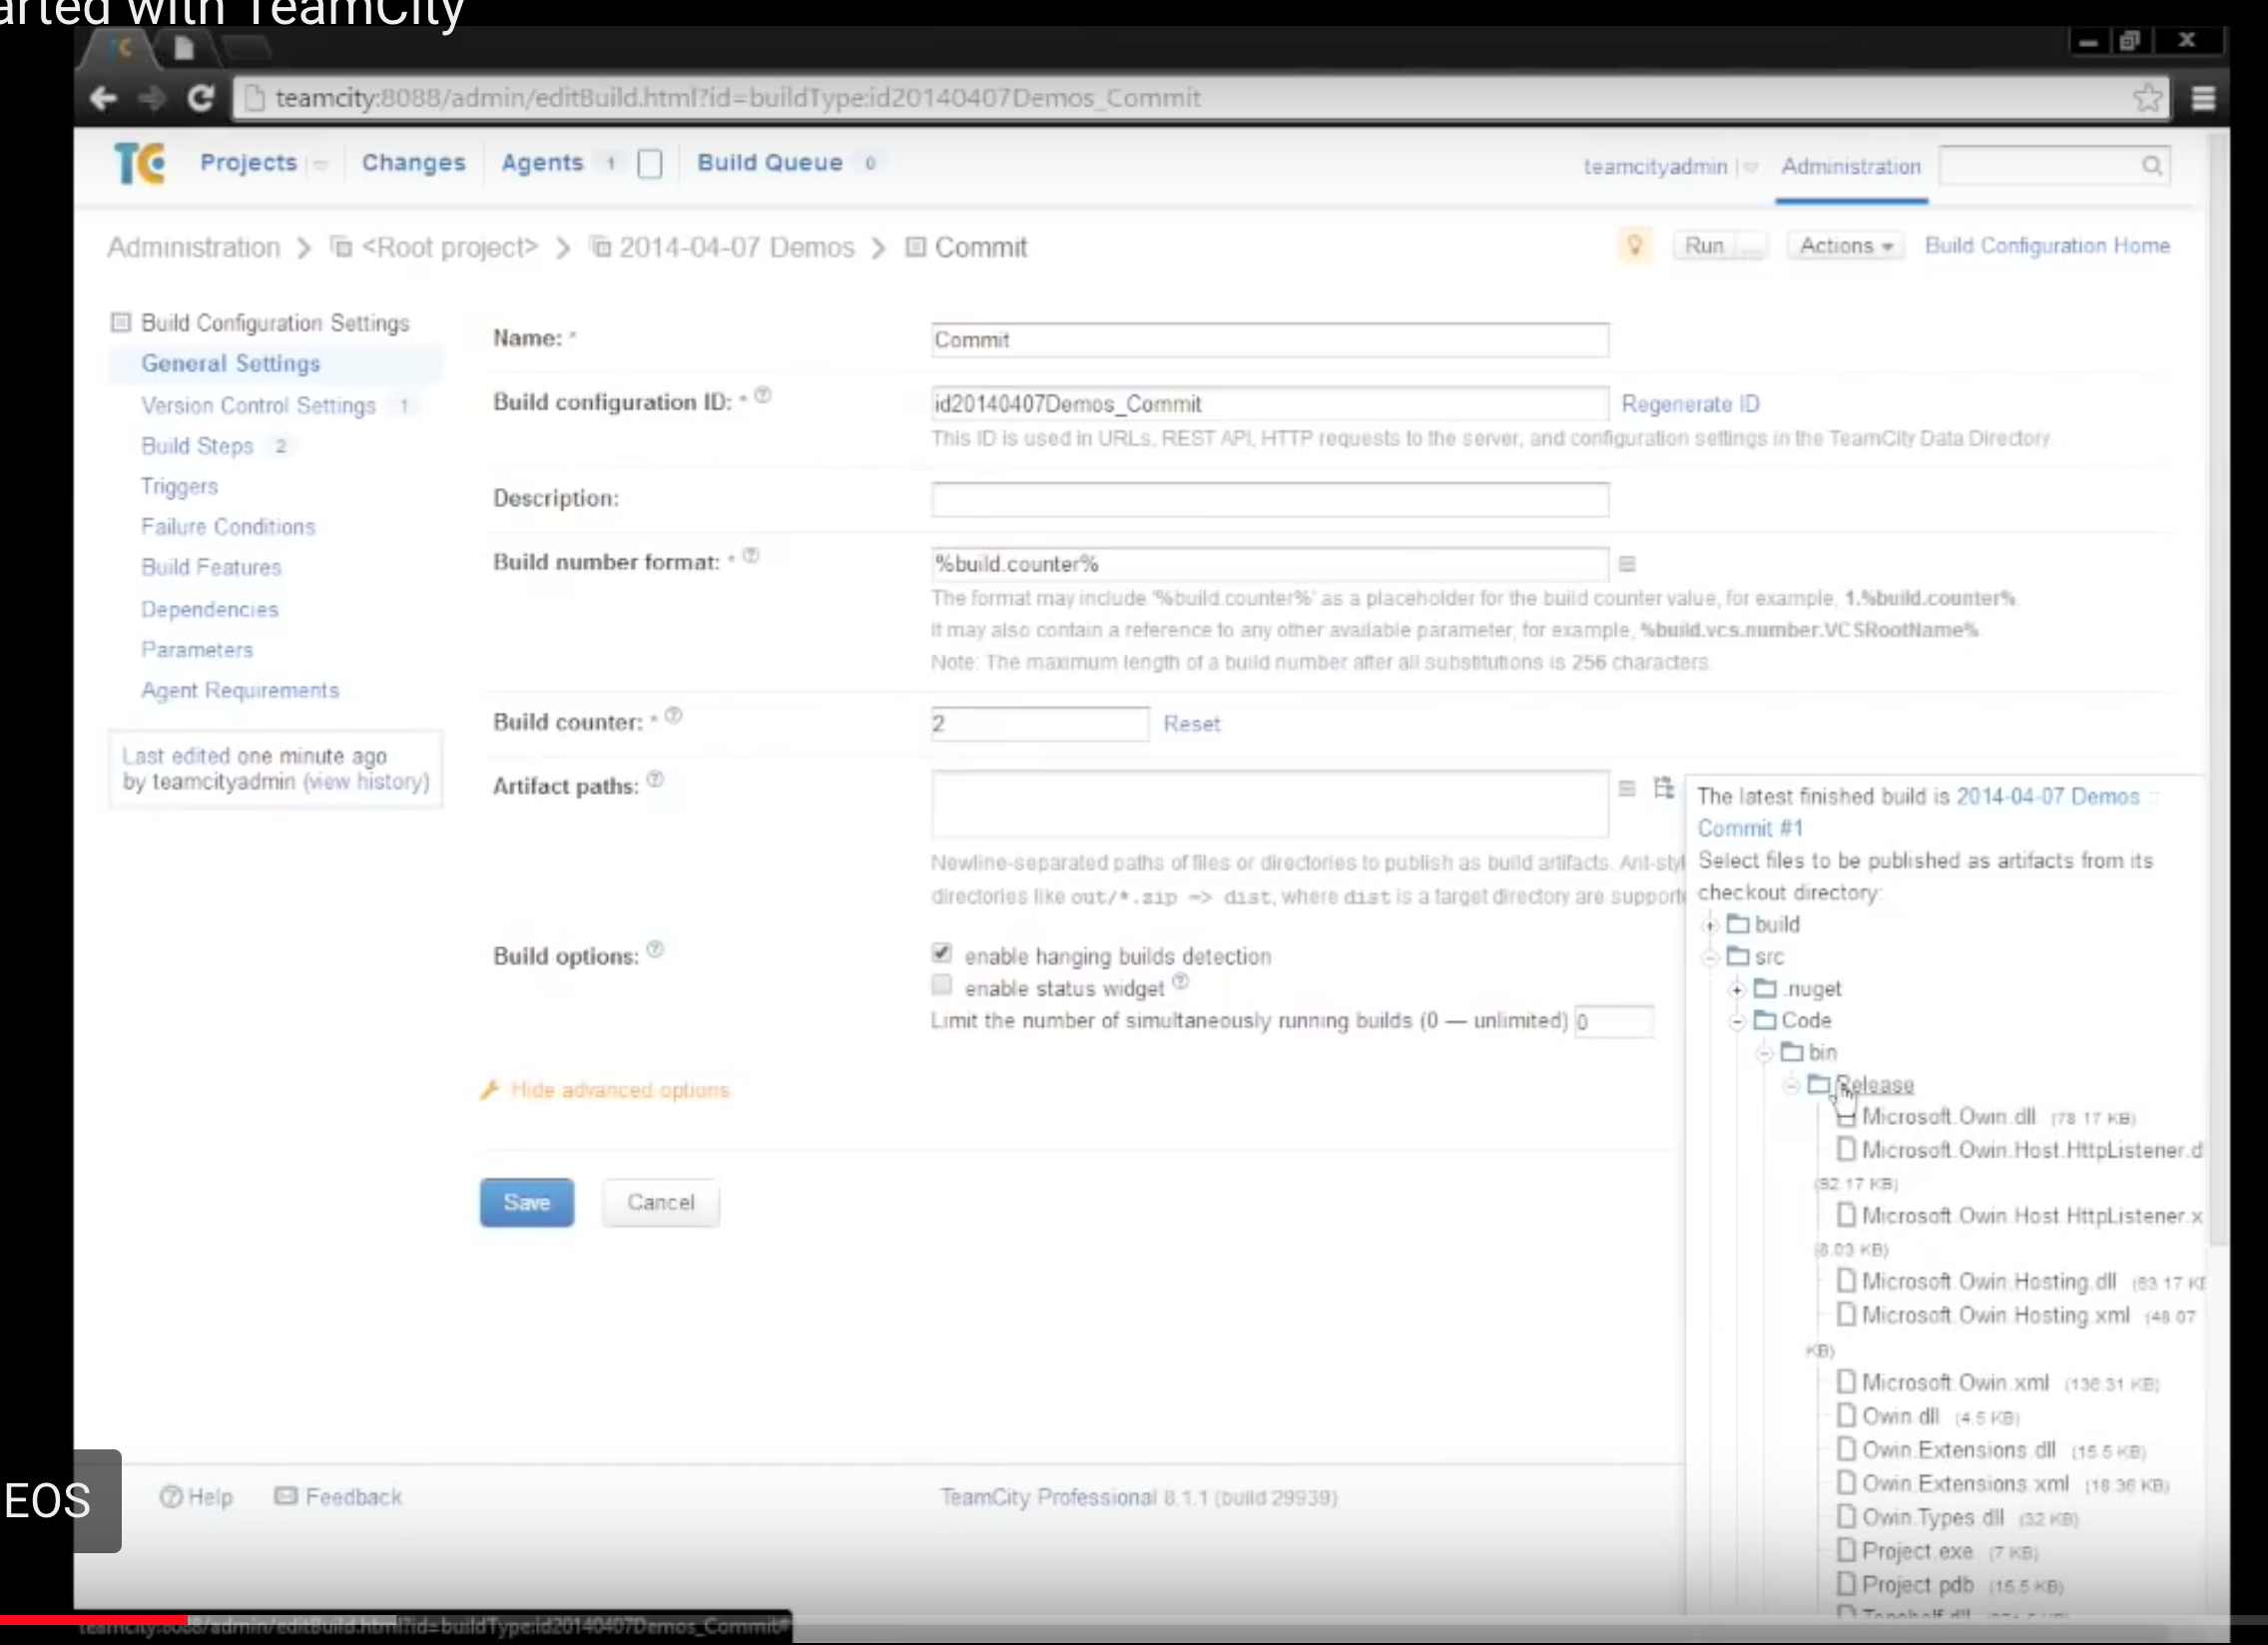 arted with TeamCity
teamcity:8088/admin/editBuild.html?id=buildType:id20140407Demos_Commit
TC Projects Changes Agents 1 Build Queue 0 teamcityadmin Administration
Administration > <Root project> > 2014-04-07 Demos > Commit Run ... Actions Build Configuration Home
Build Configuration Settings
General Settings
Version Control Settings 1
Build Steps 2
Triggers
Failure Conditions
Build Features
Dependencies
Parameters
Agent Requirements
Last edited one minute ago
by teamcityadmin (view history)
Name: * Commit
Build configuration ID: * id20140407Demos_Commit Regenerate ID
This ID is used in URLs, REST API, HTTP requests to the server, and configuration settings in the TeamCity Data Directory.
Description:
Build number format: * %build.counter%
The format may include '%build.counter%' as a placeholder for the build counter value, for example, 1.%build.counter%.
It may also contain a reference to any other available parameter, for example, %build.vcs.number.VCSRootName%.
Note: The maximum length of a build number after all substitutions is 256 characters.
Build counter: * 2 Reset
Artifact paths:
Newline-separated paths of files or directories to publish as build artifacts. Ant-styl
directories like out/*.zip => dist, where dist is a target directory are supporte
Build options: enable hanging builds detection
enable status widget
Limit the number of simultaneously running builds (0 — unlimited) 0
Hide advanced options
Save Cancel
The latest finished build is 2014-04-07 Demos ::
Commit #1
Select files to be published as artifacts from its
checkout directory:
build
src
.nuget
Code
bin
Release
Microsoft.Owin.dll (78.17 KB)
Microsoft.Owin.Host.HttpListener.d
(92.17 KB)
Microsoft.Owin.Host.HttpListener.x
(8.03 KB)
Microsoft.Owin.Hosting.dll (63.17 KB
Microsoft.Owin.Hosting.xml (48.07
KB)
Microsoft.Owin.xml (136.31 KB)
Owin.dll (4.5 KB)
Owin.Extensions.dll (15.5 KB)
Owin.Extensions.xml (18.36 KB)
Owin.Types.dll (32 KB)
Project.exe (7 KB)
Project.pdb (15.5 KB)
Topshelf.dll
EOS
Help Feedback TeamCity Professional 8.1.1 (build 29939)
teamcity:8088/admin/editBuild.html?id=buildType:id20140407Demos_Commit#